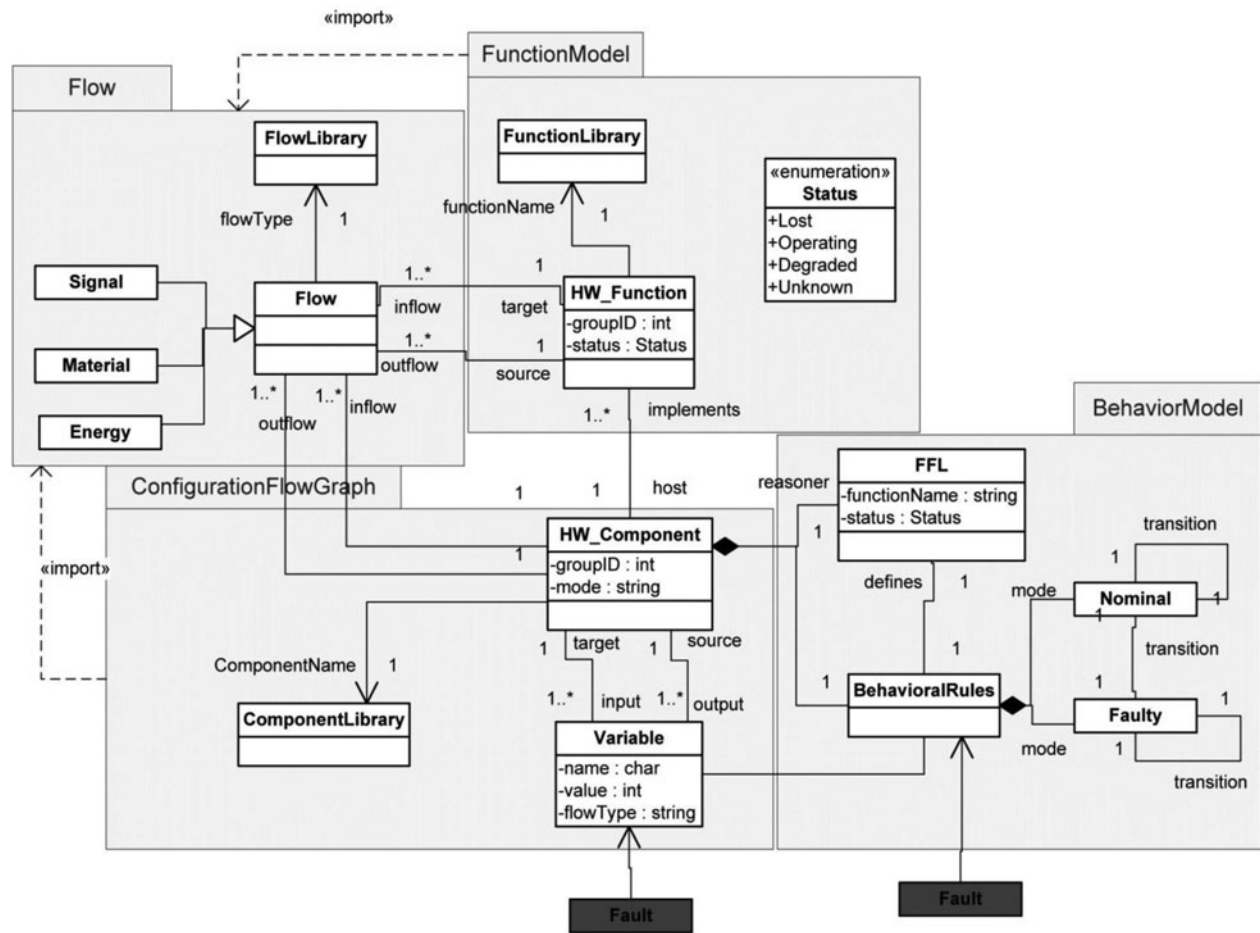 «import»
FunctionModel
Flow
FlowLibrary
FunctionLibrary
«enumeration»
Status
+Lost
+Operating
+Degraded
+Unknown
flowType
1
functionName
1
Signal
Material
Energy
Flow
1..*
inflow
1..*
outflow
1
target
1
source
HW_Function
-groupID : int
-status : Status
1..*
outflow
1..*
inflow
1..*
implements
BehaviorModel
ConfigurationFlowGraph
«import»
1
1
host
1
HW_Component
-groupID : int
-mode : string
reasoner
1
FFL
-functionName : string
-status : Status
defines
1
1
transition
1
1
mode
Nominal
1
transition
1
ComponentName
1
ComponentLibrary
target
1
source
1
1..*
input
1..*
output
Variable
-name : char
-value : int
-flowType : string
1
BehavioralRules
mode
Faulty
1
1
transition
Fault
Fault